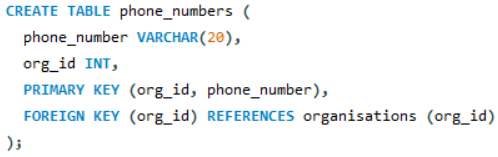 CREATE TABLE phone_numbers (
phone_number VARCHAR(20),
org_id INT,
PRIMARY KEY (org_id, phone_number),
FOREIGN KEY (org_id) REFERENCES organisations (org_id)
);